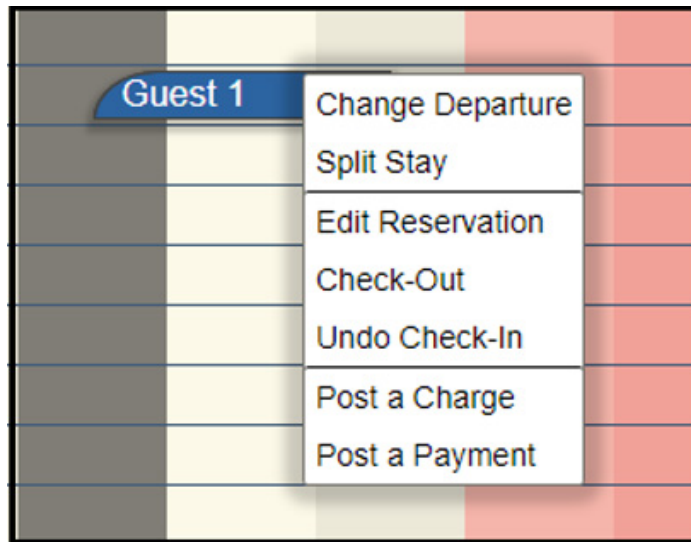 Guest 1
Change Departure
Split Stay
Edit Reservation
Check-Out
Undo Check-In
Post a Charge
Post a Payment